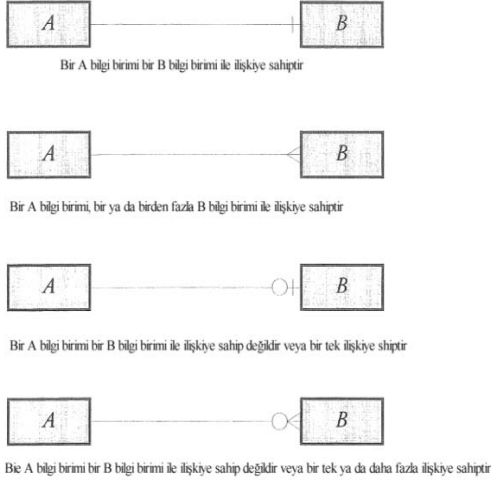 A B
Bir A bilgi birimi bir B bilgi birimi ile ilişkiye sahiptir
A B
Bir A bilgi birimi, bir ya da birden fazla B bilgi birimi ile ilişkiye sahiptir
A B
Bir A bilgi birimi bir B bilgi birimi ile ilişkiye sahip değildir veya bir tek ilişkiye shiptir
A B
Bie A bilgi birimi bir B bilgi birimi ile ilişkiye sahip değildir veya bir tek ya da daha fazla ilişkiye sahiptir